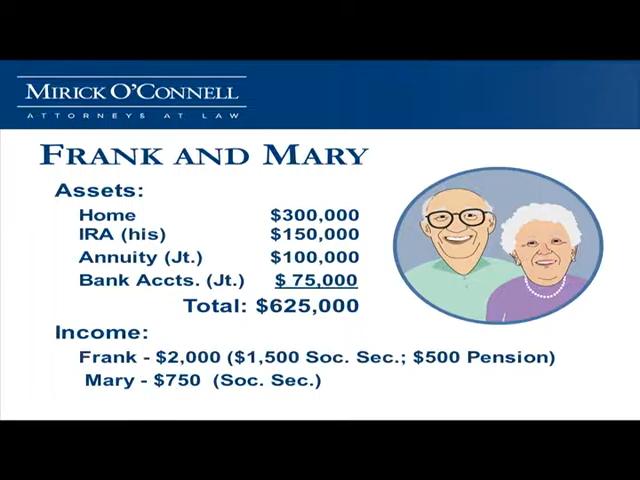 MIRICK O'CONNELL
ATTORNEYS AT LAW
FRANK AND MARY
Assets:
Home $300,000
IRA (his) $150,000
Annuity (Jt.) $100,000
Bank Accts. (Jt.) $ 75,000
Total: $625,000
Income:
Frank - $2,000 ($1,500 Soc. Sec.; $500 Pension)
Mary - $750 (Soc. Sec.)